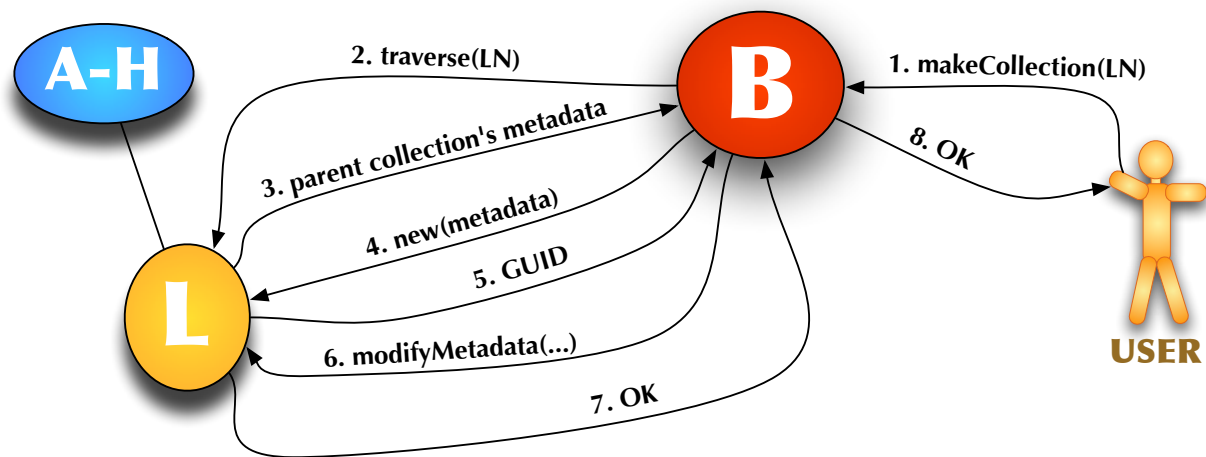 A-H
B
L
1. makeCollection(LN)
2. traverse(LN)
3. parent collection's metadata
4. new(metadata)
5. GUID
6. modifyMetadata(...)
7. OK
8. OK
USER